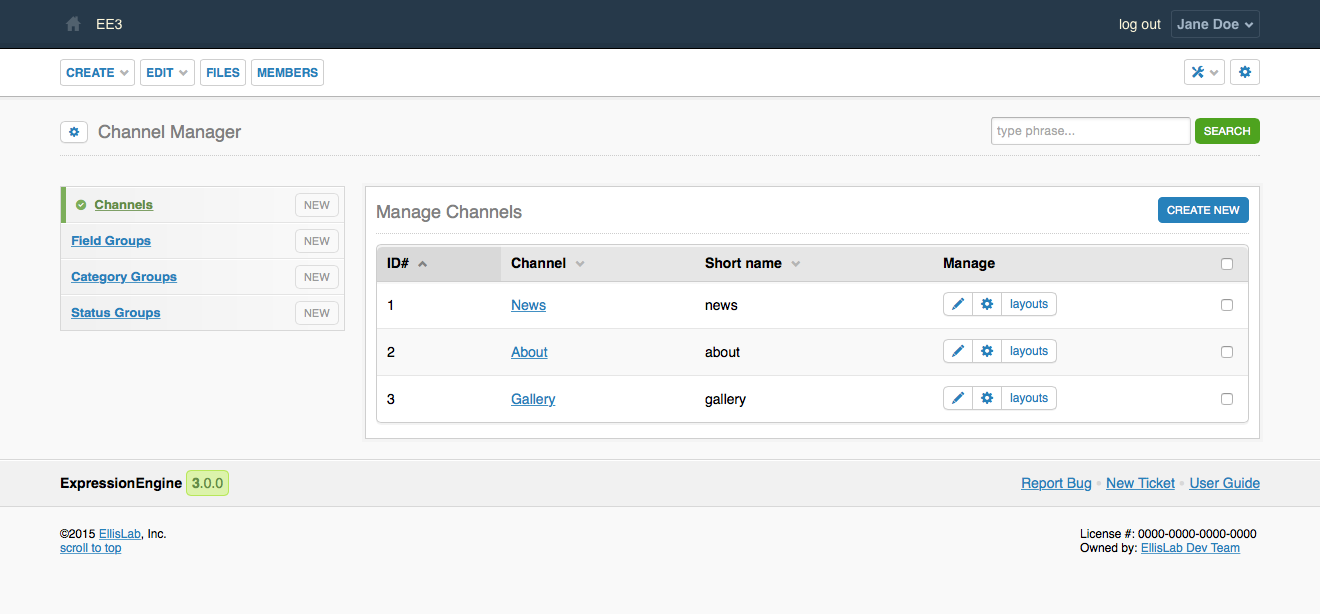 EE3
log out Jane Doe
CREATE EDIT FILES MEMBERS
Channel Manager
type phrase... SEARCH
Channels NEW
Field Groups NEW
Category Groups NEW
Status Groups NEW
Manage Channels CREATE NEW
ID# Channel Short name Manage
1 News news layouts
2 About about layouts
3 Gallery gallery layouts
ExpressionEngine 3.0.0
Report Bug • New Ticket • User Guide
©2015 EllisLab, Inc.
scroll to top
License #: 0000-0000-0000-0000
Owned by: EllisLab Dev Team